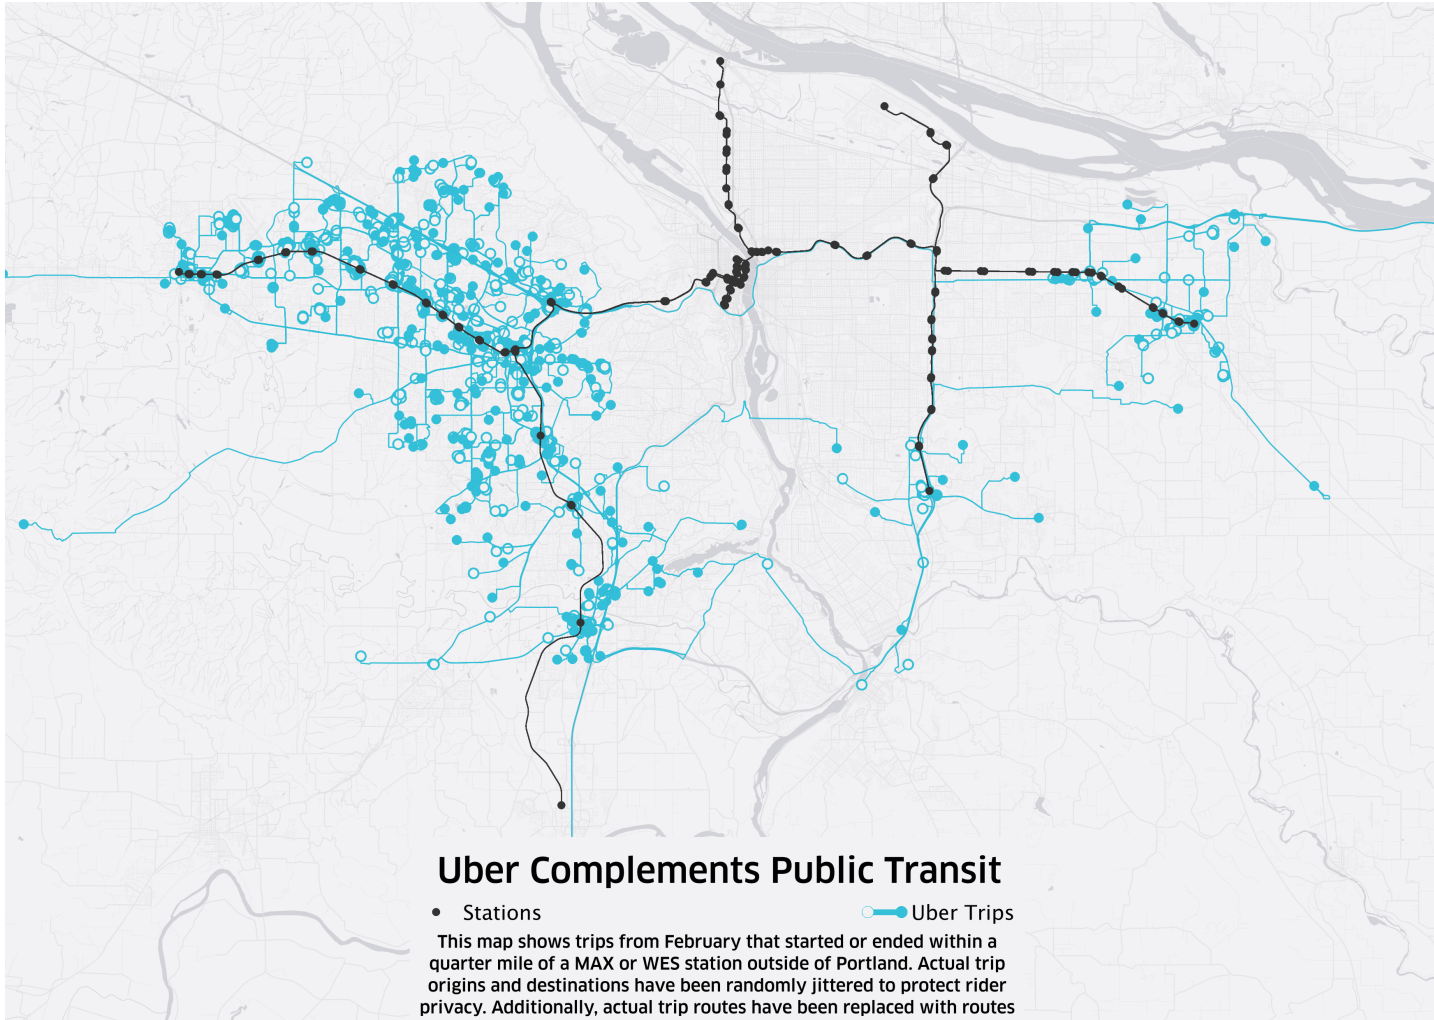 Uber Complements Public Transit
Stations
Uber Trips
This map shows trips from February that started or ended within a
quarter mile of a MAX or WES station outside of Portland. Actual trip
origins and destinations have been randomly jittered to protect rider
privacy. Additionally, actual trip routes have been replaced with routes